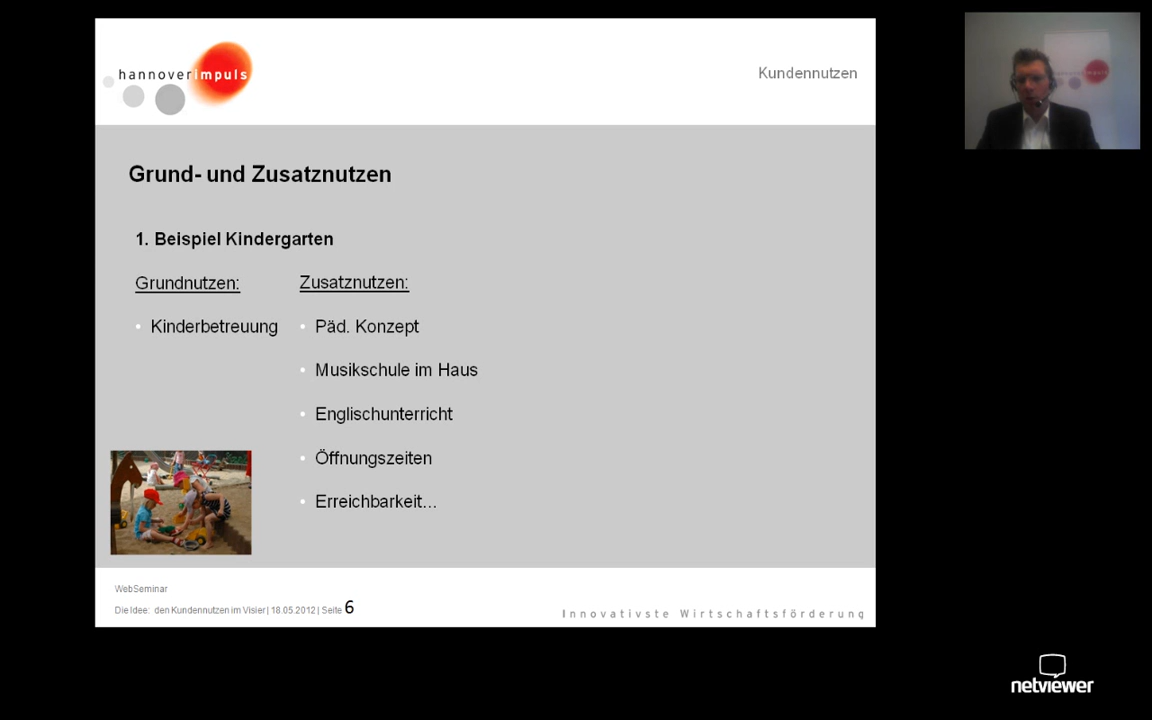 hannoverimpuls
Kundennutzen
Grund- und Zusatznutzen
1. Beispiel Kindergarten
Grundnutzen:
Zusatznutzen:
• Kinderbetreuung
• Päd. Konzept
• Musikschule im Haus
• Englischunterricht
• Öffnungszeiten
• Erreichbarkeit...
WebSeminar
Die Idee: den Kundennutzen im Visier | 18.05.2012 | Seite 6
Innovativste Wirtschaftsförderung
netviewer